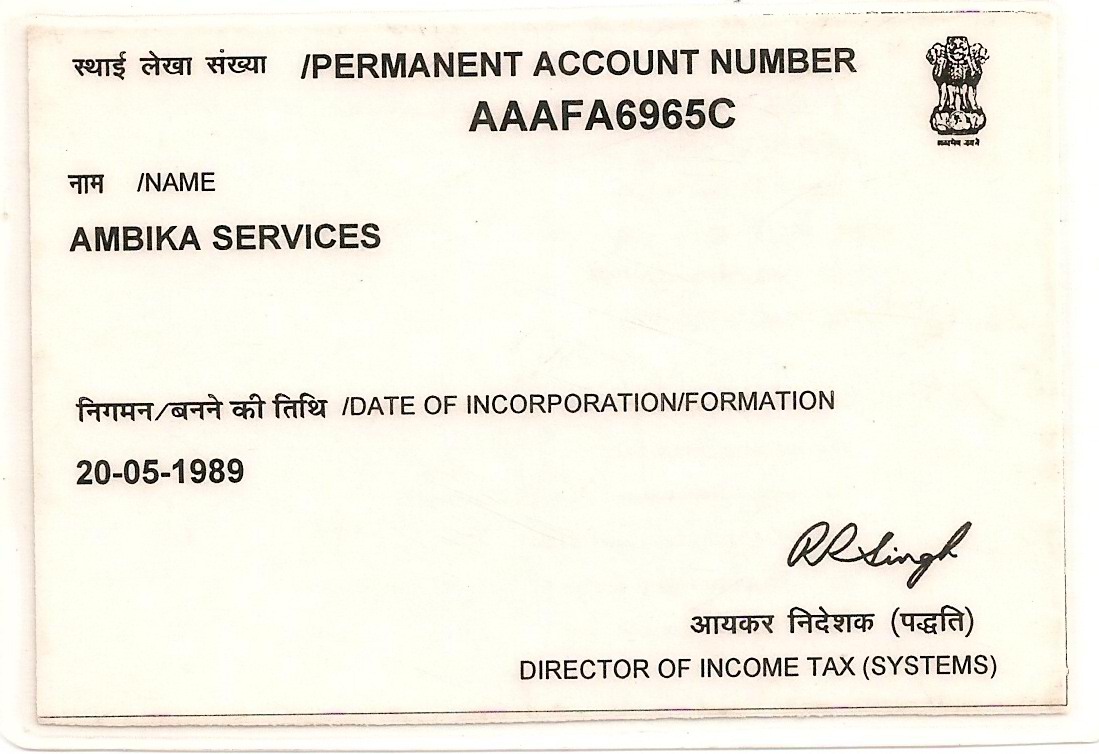 स्थाई लेखा संख्या /PERMANENT ACCOUNT NUMBER
AAAFA6965C
सत्यमेव जयते
नाम /NAME
AMBIKA SERVICES
निगमन/बनने की तिथि /DATE OF INCORPORATION/FORMATION
20-05-1989
RRSingh
आयकर निदेशक (पद्धति)
DIRECTOR OF INCOME TAX (SYSTEMS)